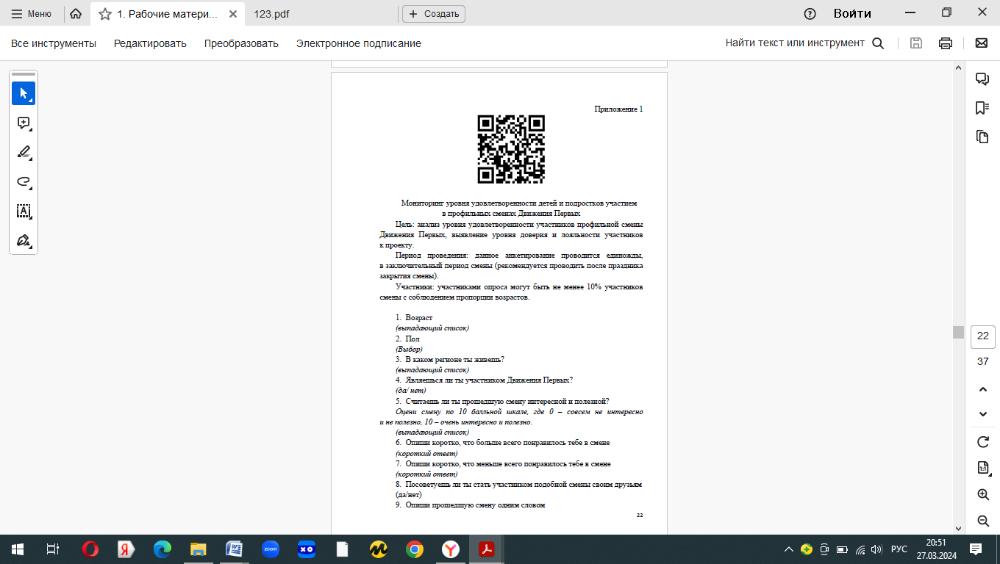 Меню
1. Рабочие матери...
123.pdf
Создать
Войти
Все инструменты
Редактировать
Преобразовать
Электронное подписание
Найти текст или инструмент
Приложение 1
Мониторинг уровня удовлетворенности детей и подростков участием
в профильных сменах Движения Первых
Цель: анализ уровня удовлетворенности участников профильной смены
Движения Первых, выявление уровня доверия и лояльности участников
к проекту.
Период проведения: данное анкетирование проводится единожды,
в заключительный период смены (рекомендуется проводить после праздника
закрытия смены).
Участники: участниками опроса могут быть не менее 10% участников
смены с соблюдением пропорции возрастов.
1. Возраст
(выпадающий список)
2. Пол
(Выбор)
3. В каком регионе ты живешь?
(выпадающий список)
4. Являешься ли ты участником Движения Первых?
(да/ нет)
5. Считаешь ли ты прошедшую смену интересной и полезной?
Оцени смену по 10 балльной шкале, где 0 – совсем не интересно
и не полезно, 10 – очень интересно и полезно.
(выпадающий список)
6. Опиши коротко, что больше всего понравилось тебе в смене
(короткий ответ)
7. Опиши коротко, что меньше всего понравилось тебе в смене
(короткий ответ)
8. Посоветуешь ли ты стать участником подобной смены своим друзьям
(да/нет)
9. Опиши прошедшую смену одним словом
22
22
37
1:1
zoom
xo
РУС
20:51
27.03.2024